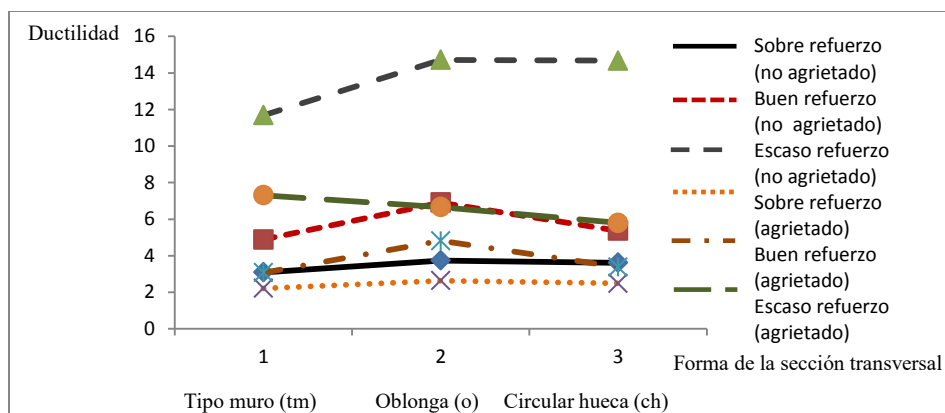 Ductilidad
16
14
12
10
8
6
4
2
0
1
2
3
Tipo muro (tm)
Oblonga (o)
Circular hueca (ch)
Forma de la sección transversal
Sobre refuerzo
(no agrietado)
Buen refuerzo
(no agrietado)
Escaso refuerzo
(no agrietado)
Sobre refuerzo
(agrietado)
Buen refuerzo
(agrietado)
Escaso refuerzo
(agrietado)